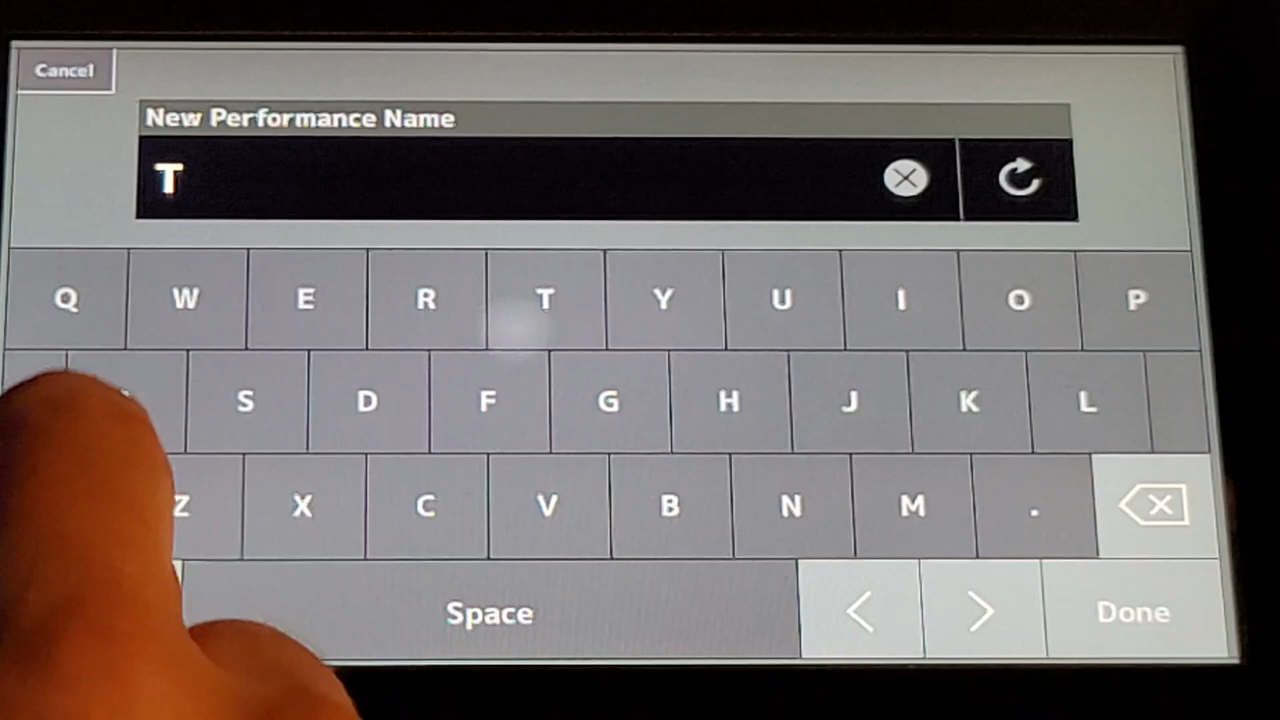 Cancel
New Performance Name
T
Q W E R T Y U I O P
S D F G H J K L
Z X C V B N M .
Space < > Done